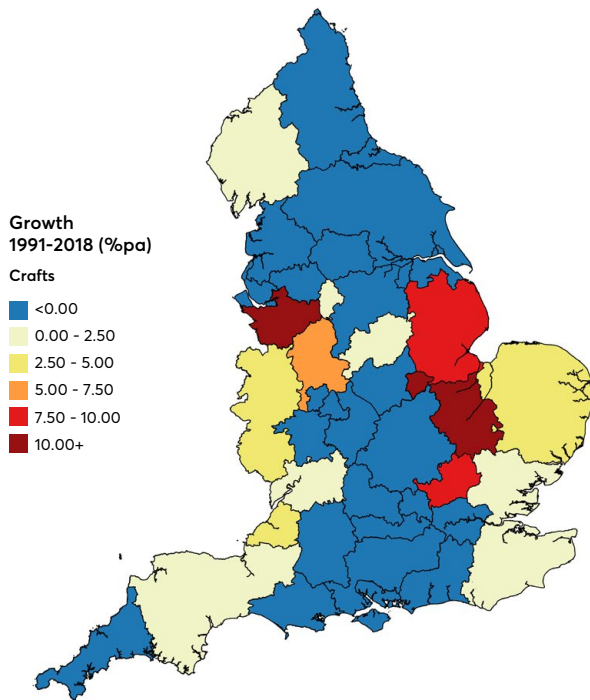 Growth
1991-2018 (%pa)
Crafts
<0.00
0.00 - 2.50
2.50 - 5.00
5.00 - 7.50
7.50 - 10.00
10.00+